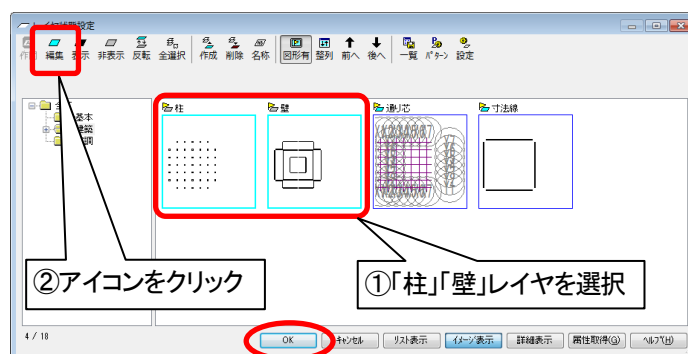 レイヤ状態設定
作図 編集 表示 非表示 反転 全選択 作成 削除 名称 図形有 整列 前へ 後へ 一覧 パターン 設定
柱 壁 通り芯 寸法線
基本
②アイコンをクリック
①「柱」「壁」レイヤを選択
4 / 18
OK キャンセル リスト表示 イメージ表示 詳細表示 属性取得(G) ヘルプ(H)